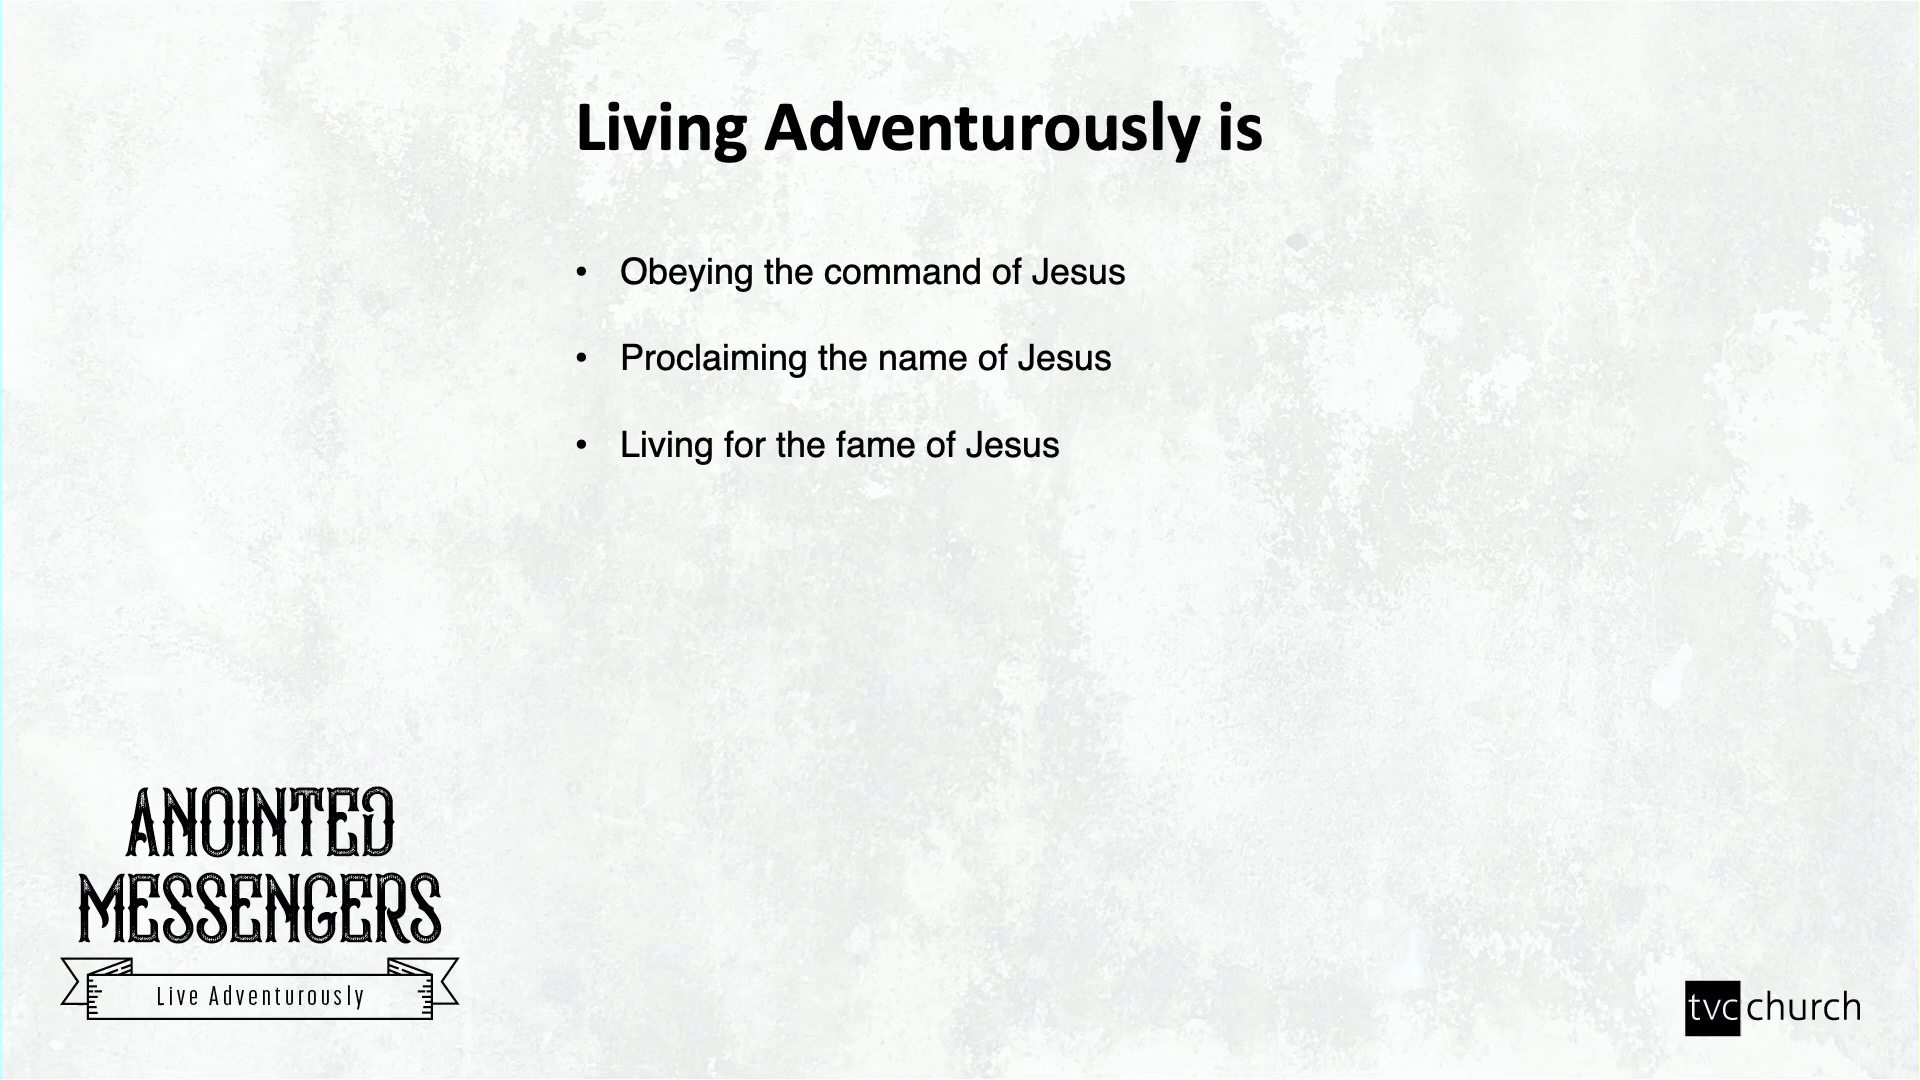 Living Adventurously is
• Obeying the command of Jesus
• Proclaiming the name of Jesus
• Living for the fame of Jesus
ANOINTED
MESSENGERS
Live Adventurously
tvc church